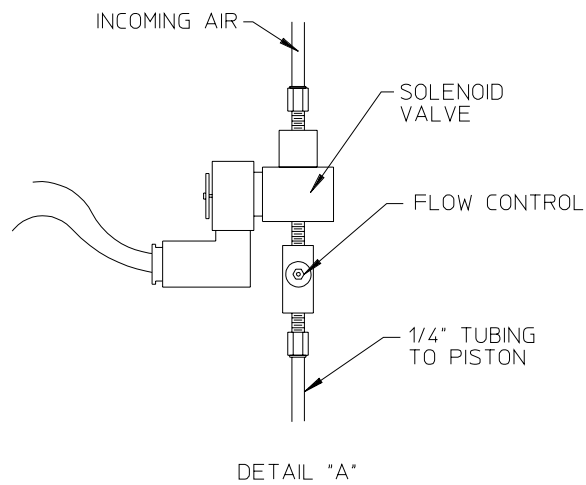 INCOMING AIR
SOLENOID
VALVE
FLOW CONTROL
1/4" TUBING
TO PISTON
DETAIL "A"